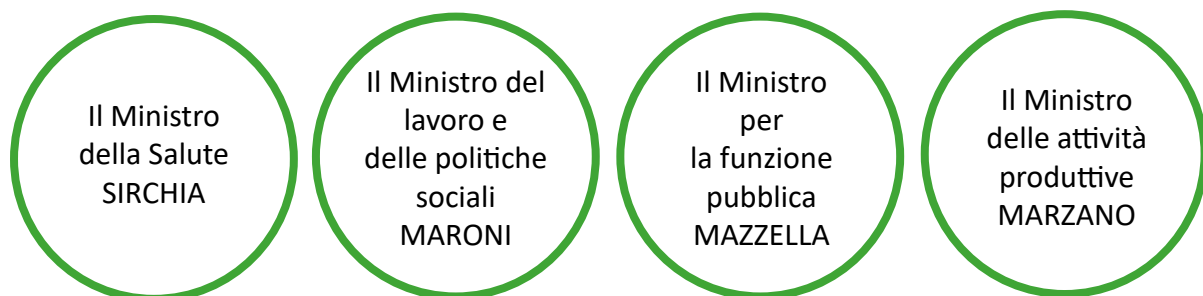 Il Ministro
della Salute
SIRCHIA
Il Ministro del
lavoro e
delle politiche
sociali
MARONI
Il Ministro
per
la funzione
pubblica
MAZZELLA
Il Ministro
delle attività
produttive
MARZANO